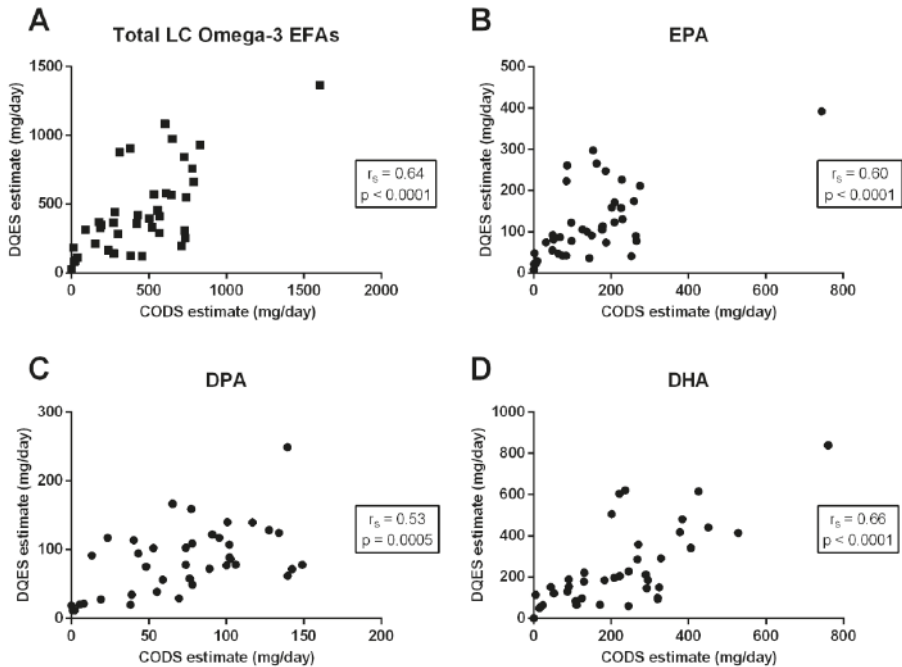 A
Total LC Omega-3 EFAs
DQES estimate (mg/day)
1500
1000
500
0
0 500 1000 1500 2000
CODS estimate (mg/day)
rs = 0.64
p < 0.0001
B
EPA
DQES estimate (mg/day)
500
400
300
200
100
0
0 200 400 600 800
CODS estimate (mg/day)
rs = 0.60
p < 0.0001
C
DPA
DQES estimate (mg/day)
300
200
100
0
0 50 100 150 200
CODS estimate (mg/day)
rs = 0.53
p = 0.0005
D
DHA
DQES estimate (mg/day)
1000
800
600
400
200
0
0 200 400 600 800
CODS estimate (mg/day)
rs = 0.66
p < 0.0001